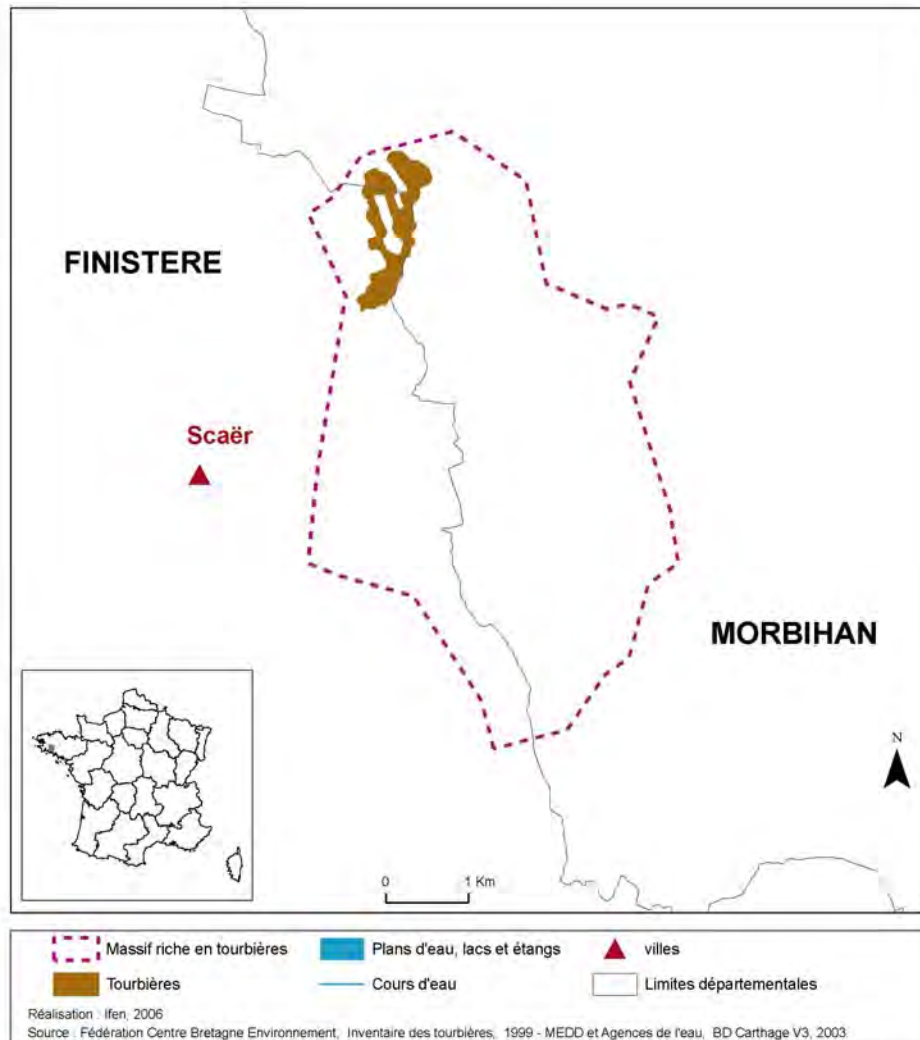 FINISTERE
Scaër
MORBIHAN
N
0 1 Km
Massif riche en tourbières
Plans d'eau, lacs et étangs
villes
Tourbières
Cours d'eau
Limites départementales
Réalisation : Ifen, 2006
Source : Fédération Centre Bretagne Environnement, Inventaire des tourbières, 1999 - MEDD et Agences de l'eau, BD Carthage V3, 2003